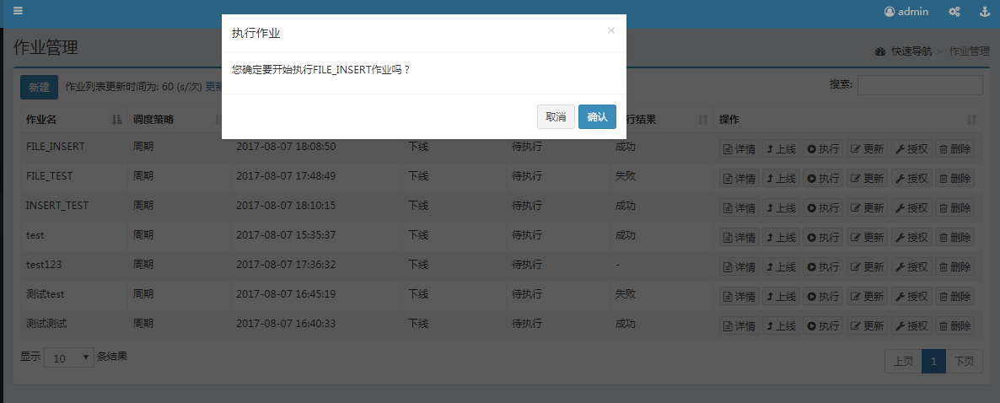 admin
执行作业 ×
您确定要开始执行FILE_INSERT作业吗？
取消 确认
作业管理
快速导航 > 作业管理
新建 作业列表更新时间为: 60 (s/次) 更新
搜索:
作业名 调度策略 行结果 操作
FILE_INSERT 周期 2017-08-07 18:08:50 下线 待执行 成功 详情 上线 执行 更新 授权 删除
FILE_TEST 周期 2017-08-07 17:48:49 下线 待执行 失败 详情 上线 执行 更新 授权 删除
INSERT_TEST 周期 2017-08-07 18:10:15 下线 待执行 成功 详情 上线 执行 更新 授权 删除
test 周期 2017-08-07 15:35:37 下线 待执行 成功 详情 上线 执行 更新 授权 删除
test123 周期 2017-08-07 17:36:32 下线 待执行 - 详情 上线 执行 更新 授权 删除
测试test 周期 2017-08-07 16:45:19 下线 待执行 失败 详情 上线 执行 更新 授权 删除
测试测试 周期 2017-08-07 16:40:33 下线 待执行 成功 详情 上线 执行 更新 授权 删除
显示 10 条结果
上页 1 下页